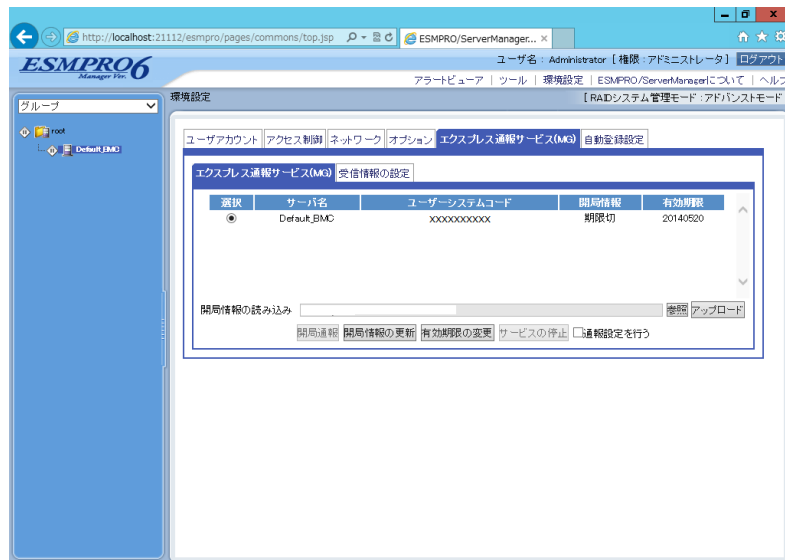 http://localhost:21112/esmpro/pages/commons/top.jsp
ESMPRO/ServerManager...
ESMPRO6
Manager Ver.
ユーザ名 : Administrator [ 権限 : アドミニストレータ ] ログアウト
アラートビューア | ツール | 環境設定 | ESMPRO/ServerManagerについて | ヘルプ
グループ
環境設定
[ RAIDシステム管理モード : アドバンストモード
root
Default_BMC
ユーザアカウント アクセス制御 ネットワーク オプション エクスプレス通報サービス(MG) 自動登録設定
エクスプレス通報サービス(MG) 受信情報の設定
選択 サーバ名 ユーザーシステムコード 開局情報 有効期限
Default_BMC xxxxxxxxxx 期限切 20140520
開局情報の読み込み 参照 アップロード
開局通報 開局情報の更新 有効期限の変更 サービスの停止 通報設定を行う